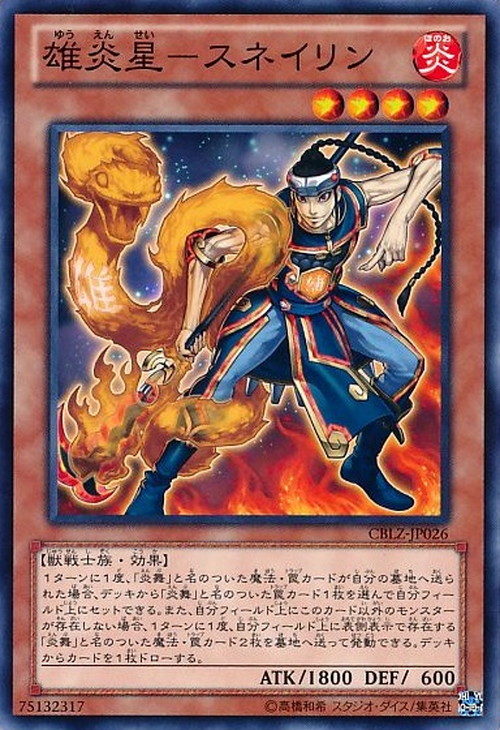 雄炎星－スネイリン
炎
雄
雄
CBLZ-JP026
【獣戦士族・効果】
１ターンに１度、「炎舞」と名のついた魔法・罠カードが自分の墓地へ送ら
れた場合、デッキから「炎舞」と名のついた罠カード１枚を選んで自分フィー
ルド上にセットできる。また、自分フィールド上にこのカード以外のモンスター
が存在しない場合、１ターンに１度、自分フィールド上に表側表示で存在する
「炎舞」と名のついた魔法・罠カード２枚を墓地へ送って発動できる。デッキ
からカードを１枚ドローする。
ATK/1800 DEF/ 600
75132317
©高橋和希 スタジオ・ダイス/集英社